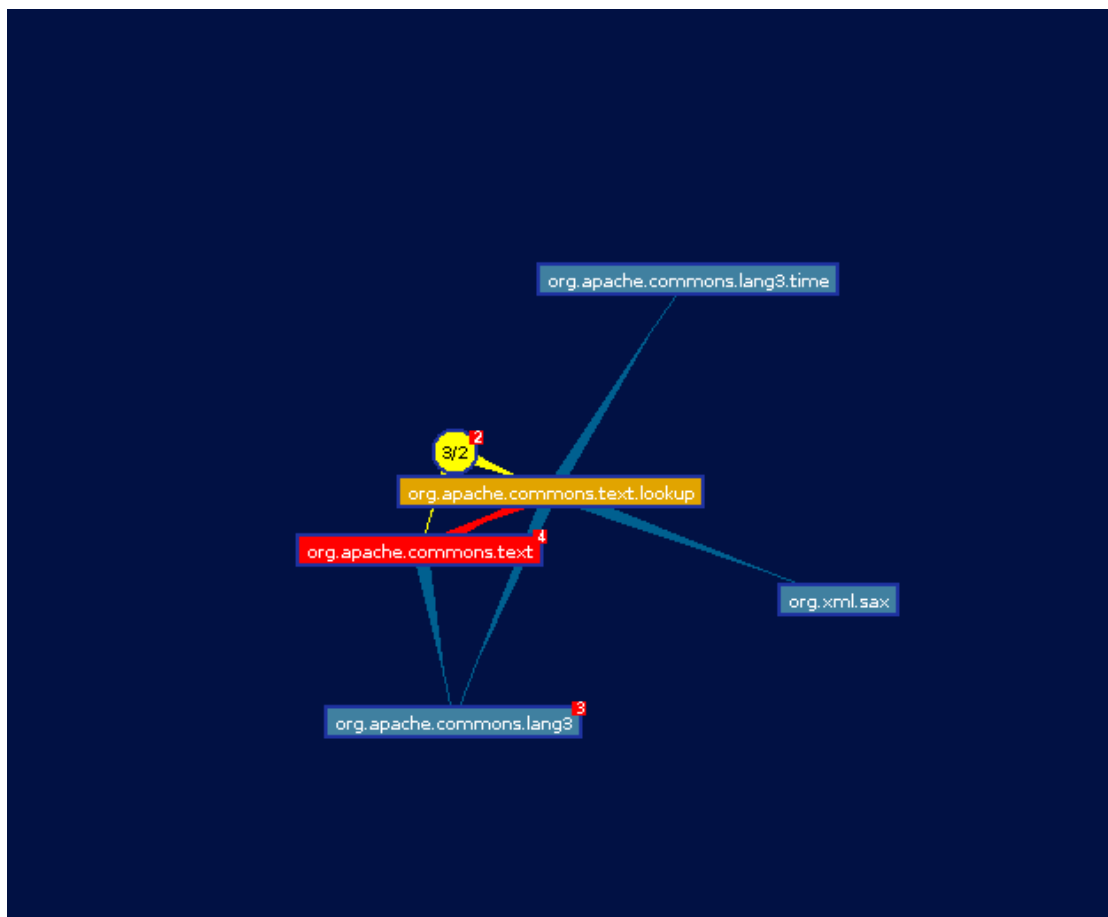 org.apache.commons.lang3.time
2
3/2
org.apache.commons.text.lookup
4
org.apache.commons.text
org.xml.sax
3
org.apache.commons.lang3